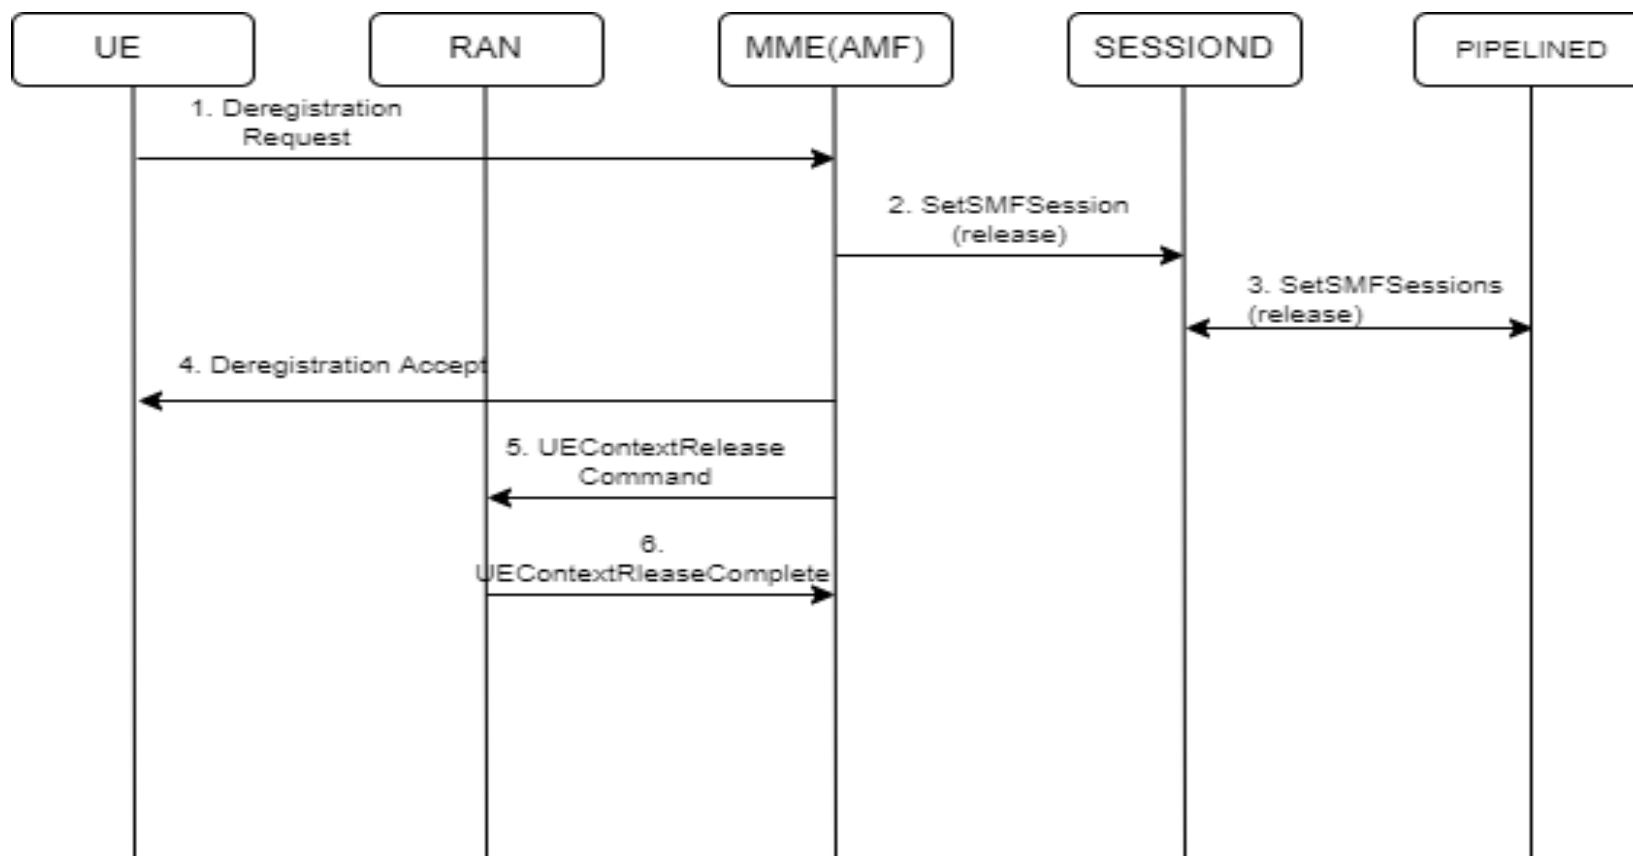 UE
RAN
MME(AMF)
SESSIOND
PIPELINED
1. Deregistration
Request
2. SetSMFSession
(release)
3. SetSMFSessions
(release)
4. Deregistration Accept
5. UEContextRelease
Command
6.
UEContextRleaseComplete